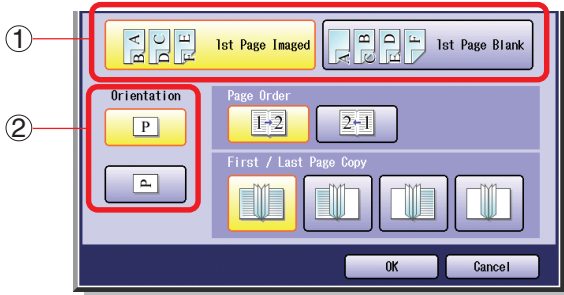 ①
B A D C F E 1st Page Imaged
A C B E D F 1st Page Blank
Orientation
②
P
P
Page Order
1→2
2←1
First / Last Page Copy
OK
Cancel